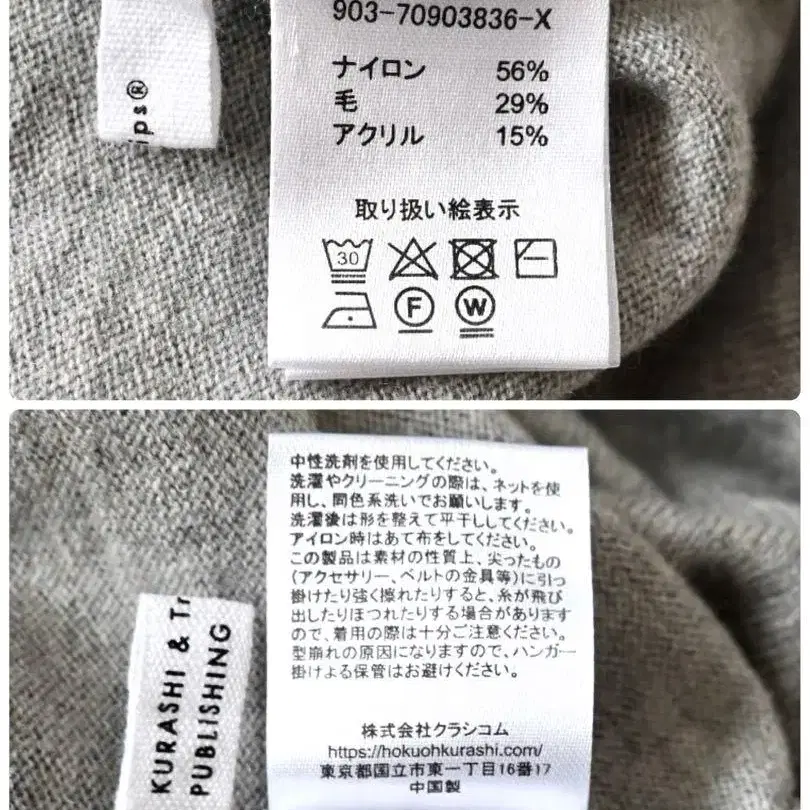 903-70903836-X
ナイロン 56%
毛 29%
アクリル 15%
取り扱い絵表示
30
F W
ips®
中性洗剤を使用してください。
洗濯やクリーニングの際は、ネットを使
用し、同色系洗いでお願いします。
洗濯後は形を整えて平干ししてください。
アイロン時はあて布をしてください。
この製品は素材の性質上、尖ったもの
(アクセサリー、ベルトの金具等)に引っ
掛けたり強く擦れたりすると、糸が飛び
出したりほつれたりする場合があります
ので、着用の際は十分ご注意ください。
型崩れの原因になりますので、ハンガー
掛けよる保管はお避けください。
株式会社クラシコム
https://hokuohkurashi.com/
東京都国立市東一丁目16番17
中国製
KURASHI & Tr
PUBLISHING